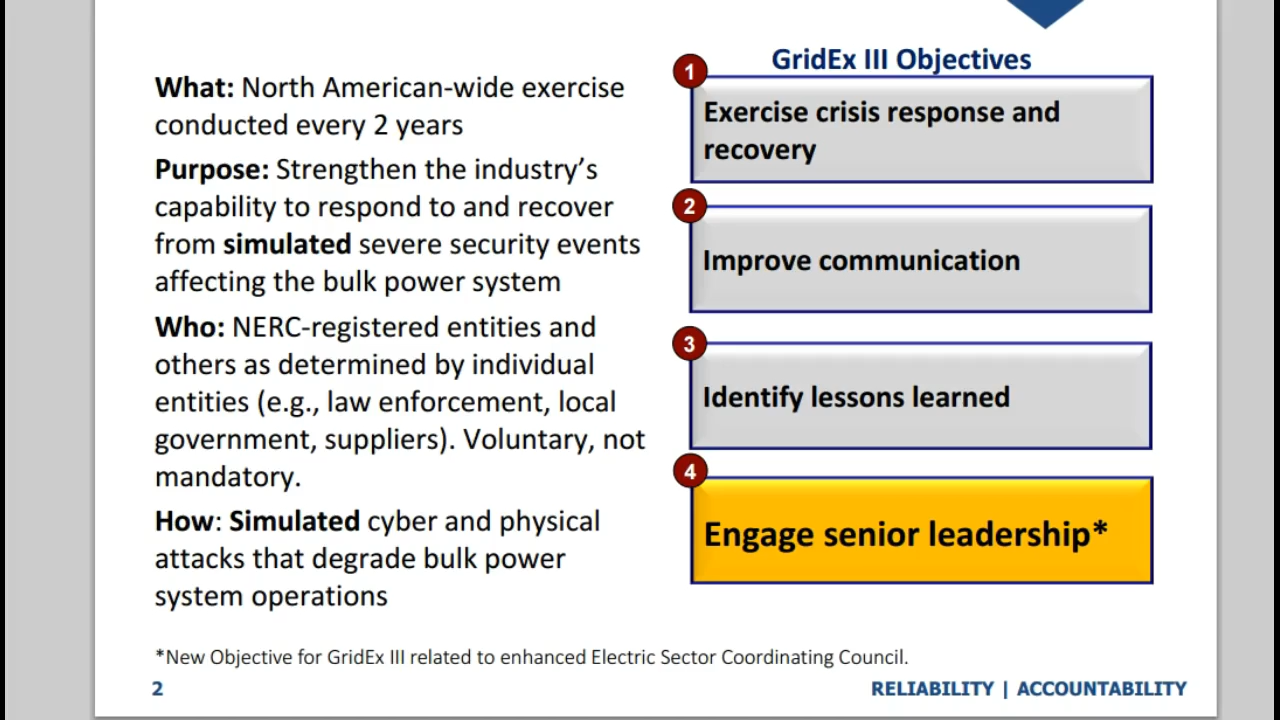 What: North American-wide exercise
conducted every 2 years
Purpose: Strengthen the industry’s
capability to respond to and recover
from simulated severe security events
affecting the bulk power system
Who: NERC-registered entities and
others as determined by individual
entities (e.g., law enforcement, local
government, suppliers). Voluntary, not
mandatory.
How: Simulated cyber and physical
attacks that degrade bulk power
system operations
GridEx III Objectives
1
Exercise crisis response and
recovery
2
Improve communication
3
Identify lessons learned
4
Engage senior leadership*
*New Objective for GridEx III related to enhanced Electric Sector Coordinating Council.
2
RELIABILITY | ACCOUNTABILITY